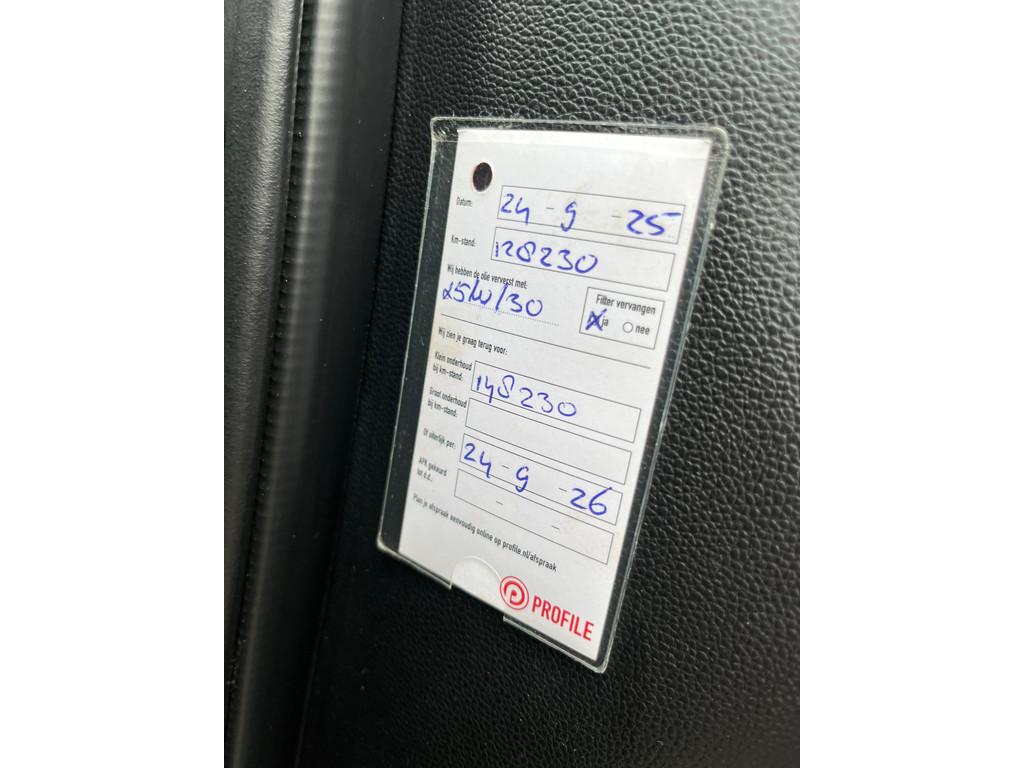 Datum: 24 - 9 - 25
Km-stand: 128230
Wij hebben de olie ververst met:
25W/30
Filter vervangen
ja nee
Wij zien je graag terug voor:
Klein onderhoud
bij km-stand: 148230
Groot onderhoud
bij km-stand:
Of uiterlijk per: 24 - 9 - 26
APK gekeurd
tot d.d.: - -
Plan je afspraak eenvoudig online op profile.nl/afspraak
PROFILE